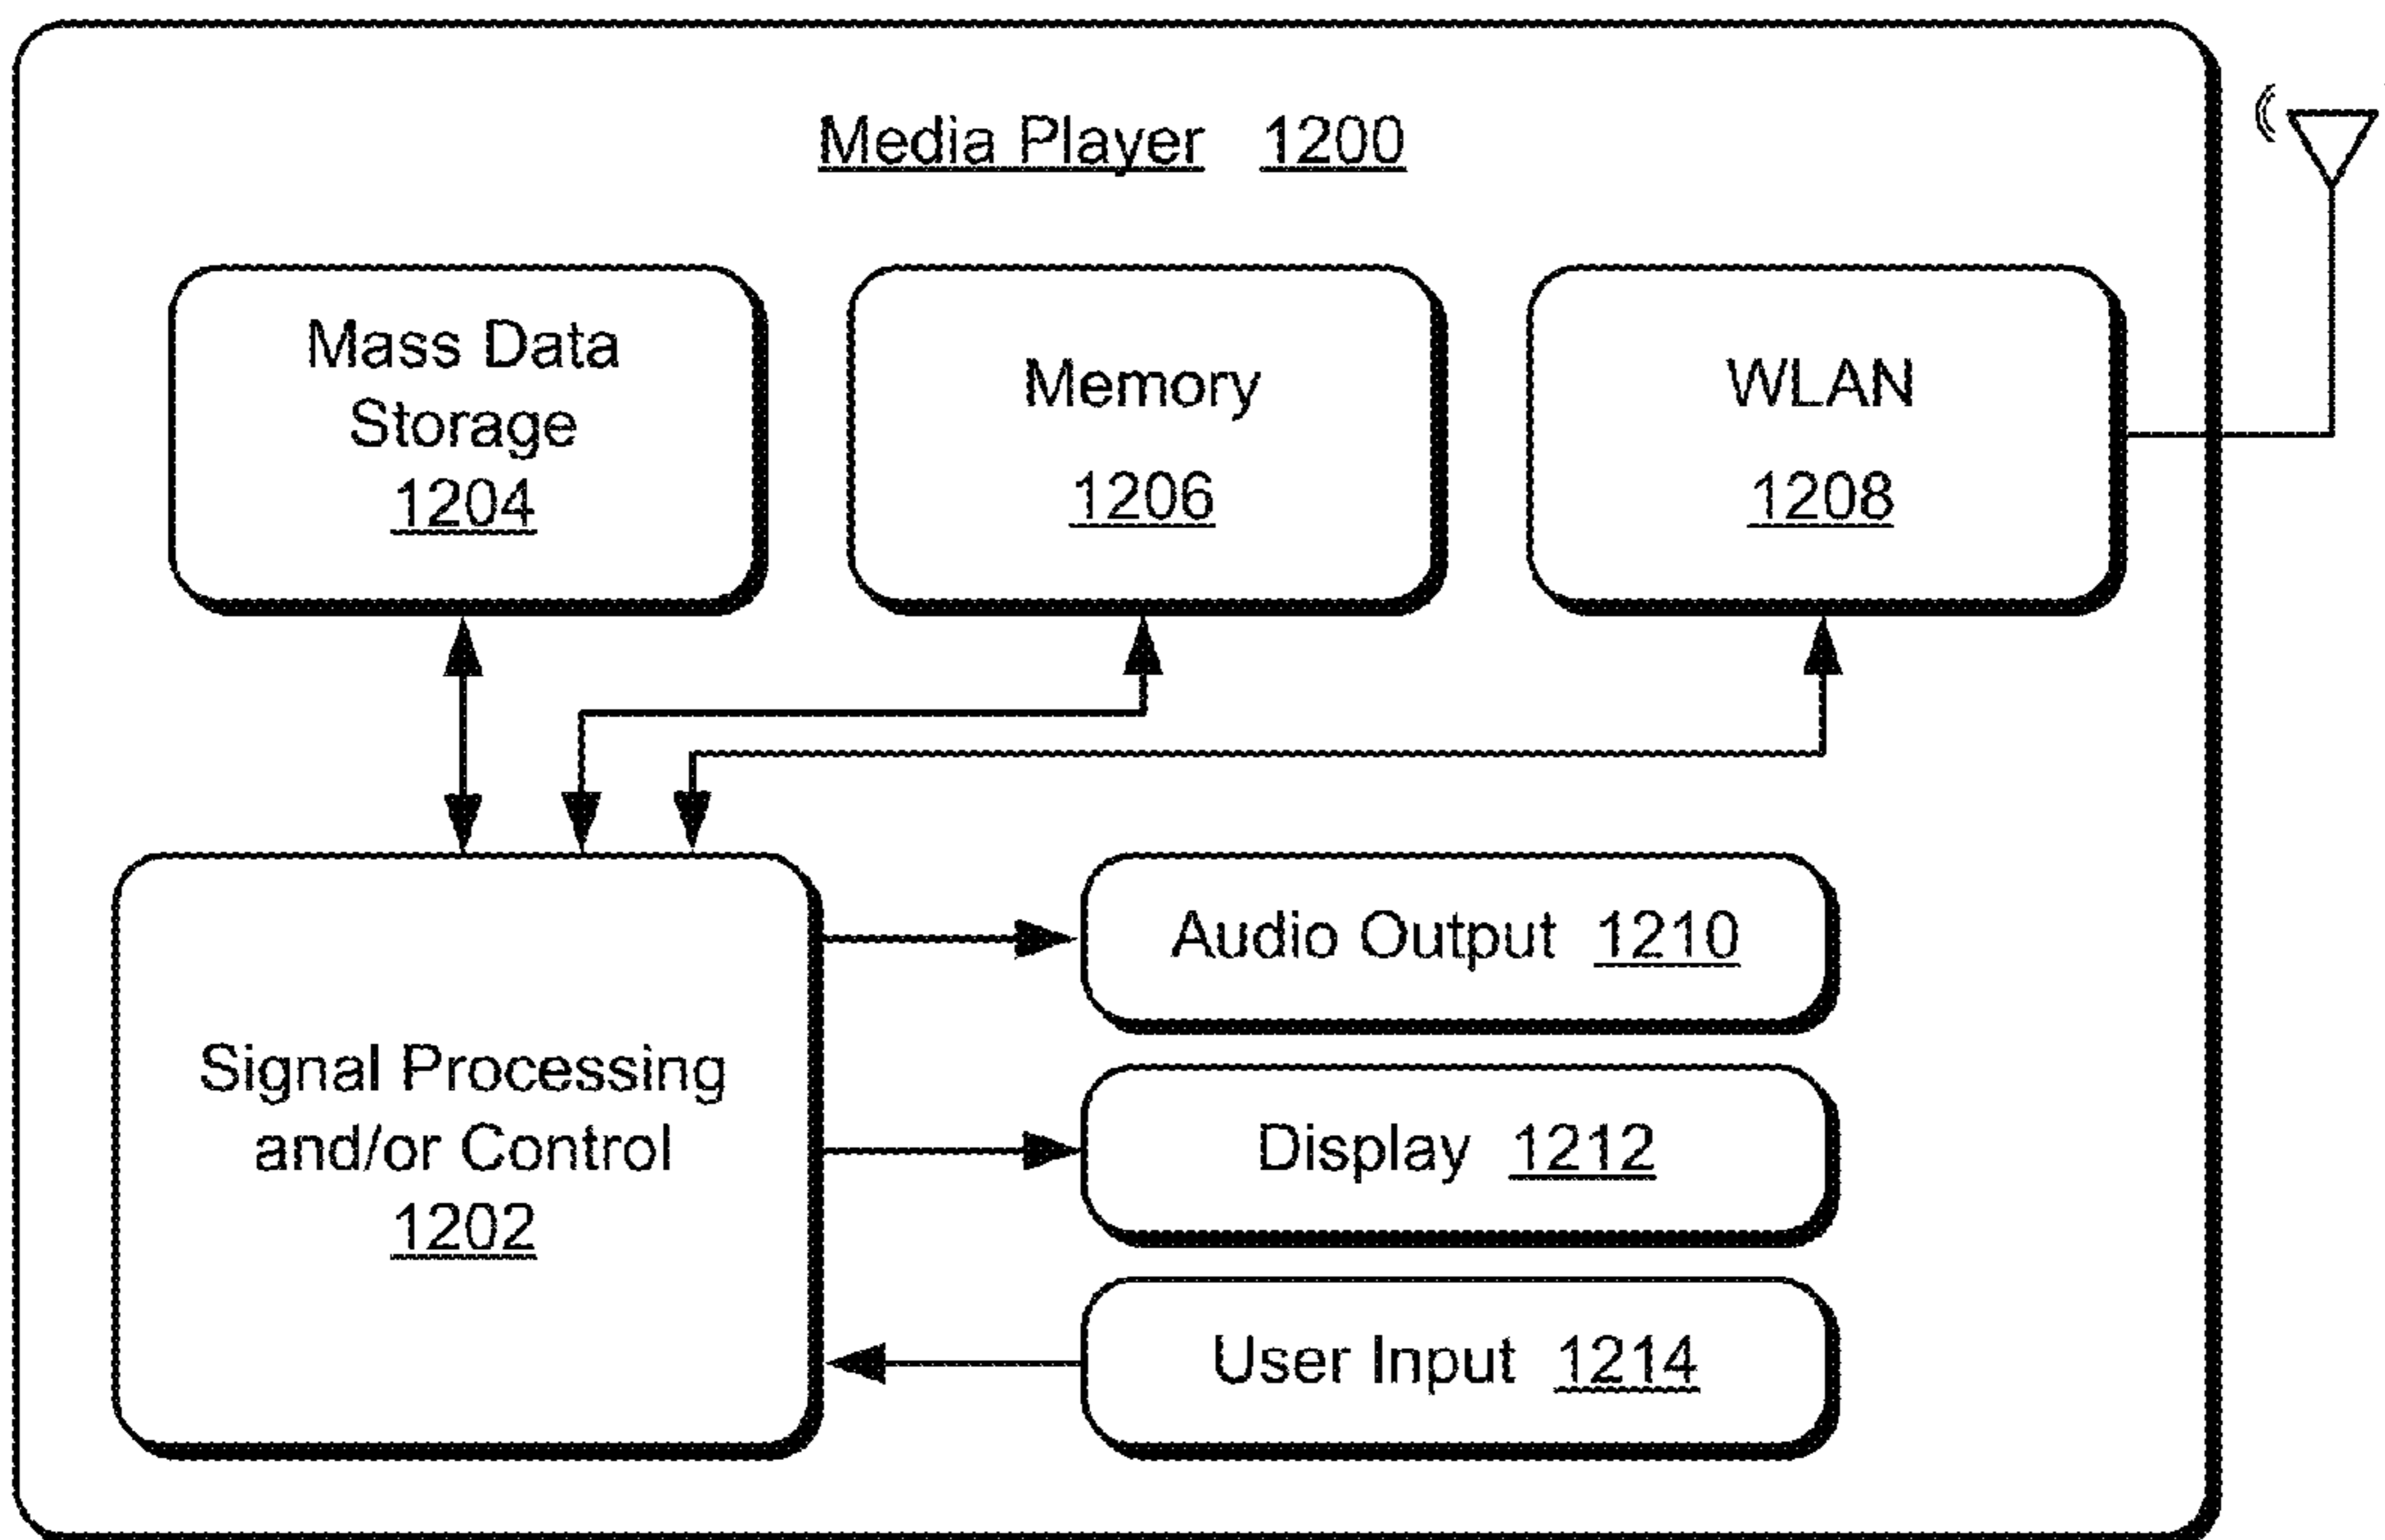 Media Player 1200
Mass Data
Storage
1204
Memory
1206
WLAN
1208
Signal Processing
and/or Control
1202
Audio Output 1210
Display 1212
User Input 1214